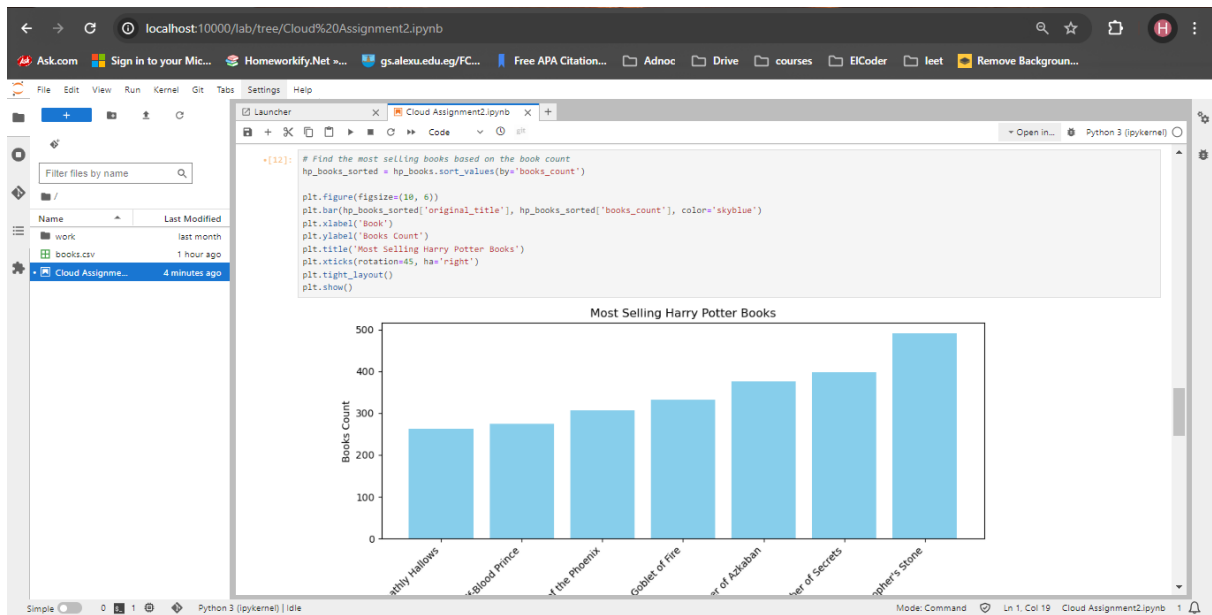 localhost:10000/lab/tree/Cloud%20Assignment2.ipynb
H
Ask.com
Sign in to your Mic...
Homeworkify.Net »...
gs.alexu.edu.eg/FC...
Free APA Citation...
Adnoc
Drive
courses
ElCoder
leet
Remove Backgroun...
File Edit View Run Kernel Git Tabs Settings Help
Filter files by name
/
Name Last Modified
work last month
books.csv 1 hour ago
Cloud Assignme... 4 minutes ago
Launcher
Cloud Assignment2.ipynb
Code
git
Open in...
Python 3 (ipykernel)
[12]:
# Find the most selling books based on the book count
hp_books_sorted = hp_books.sort_values(by='books_count')
plt.figure(figsize=(10, 6))
plt.bar(hp_books_sorted['original_title'], hp_books_sorted['books_count'], color='skyblue')
plt.xlabel('Book')
plt.ylabel('Books Count')
plt.title('Most Selling Harry Potter Books')
plt.xticks(rotation=45, ha='right')
plt.tight_layout()
plt.show()
Most Selling Harry Potter Books
500
400
300
200
100
0
Books Count
athly Hallows
f-Blood Prince
of the Phoenix
Goblet of Fire
er of Azkaban
ber of Secrets
opher's Stone
Simple 0 1 Python 3 (ipykernel) | Idle
Mode: Command Ln 1, Col 19 Cloud Assignment2.ipynb 1